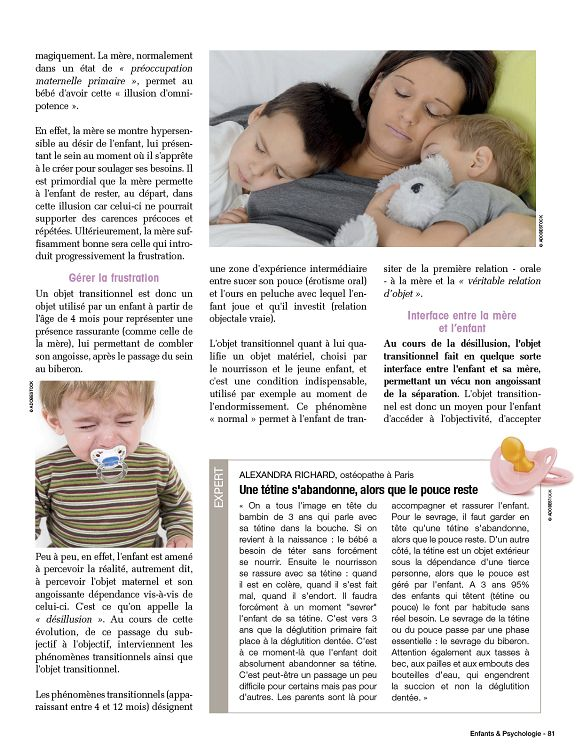 magiquement. La mère, normalement
dans un état de « préoccupation
maternelle primaire », permet au
bébé d'avoir cette « illusion d'omni-
potence ».
En effet, la mère se montre hypersen-
sible au désir de l'enfant, lui présen-
tant le sein au moment où il s'apprête
à le créer pour soulager ses besoins. Il
est primordial que la mère permette
à l'enfant de rester, au départ, dans
cette illusion car celui-ci ne pourrait
supporter des carences précoces et
répétées. Ultérieurement, la mère suf-
fisamment bonne sera celle qui intro-
duit progressivement la frustration.
Gérer la frustration
Un objet transitionnel est donc un
objet utilisé par un enfant à partir de
l'âge de 4 mois pour représenter une
présence rassurante (comme celle de
la mère), lui permettant de combler
son angoisse, après le passage du sein
au biberon.
© ADOBESTOCK
Peu à peu, en effet, l'enfant est amené
à percevoir la réalité, autrement dit,
à percevoir l'objet maternel et son
angoissante dépendance vis-à-vis de
celui-ci. C'est ce qu'on appelle la
« désillusion ». Au cours de cette
évolution, de ce passage du sub-
jectif à l'objectif, interviennent les
phénomènes transitionnels ainsi que
l'objet transitionnel.
Les phénomènes transitionnels (appa-
raissant entre 4 et 12 mois) désignent
© ADOBESTOCK
une zone d'expérience intermédiaire
entre sucer son pouce (érotisme oral)
et l'ours en peluche avec lequel l'en-
fant joue et qu'il investit (relation
objectale vraie).
L'objet transitionnel quant à lui qua-
lifie un objet matériel, choisi par
le nourrisson et le jeune enfant, et
c'est une condition indispensable,
utilisé par exemple au moment de
l'endormissement. Ce phénomène
« normal » permet à l'enfant de tran-
siter de la première relation - orale
- à la mère et la « véritable relation
d'objet ».
Interface entre la mère
et l'enfant
Au cours de la désillusion, l'objet
transitionnel fait en quelque sorte
interface entre l'enfant et sa mère,
permettant un vécu non angoissant
de la séparation. L'objet transition-
nel est donc un moyen pour l'enfant
d'accéder à l'objectivité, d'accepter
EXPERT
ALEXANDRA RICHARD, ostéopathe à Paris
Une tétine s'abandonne, alors que le pouce reste
« On a tous l'image en tête du
bambin de 3 ans qui parle avec
sa tétine dans la bouche. Si on
revient à la naissance : le bébé a
besoin de téter sans forcément
se nourrir. Ensuite le nourrisson
se rassure avec sa tétine : quand
il est en colère, quand il s'est fait
mal, quand il s'endort. Il faudra
forcément à un moment "sevrer"
l'enfant de sa tétine. C'est vers 3
ans que la déglutition primaire fait
place à la déglutition dentée. C'est
à ce moment-là que l'enfant doit
absolument abandonner sa tétine.
C'est peut-être un passage un peu
difficile pour certains mais pas pour
d'autres. Les parents sont là pour
accompagner et rassurer l'enfant.
Pour le sevrage, il faut garder en
tête qu'une tétine s'abandonne,
alors que le pouce reste. D'un autre
côté, la tétine est un objet extérieur
sous la dépendance d'une tierce
personne, alors que le pouce est
géré par l'enfant. A 3 ans 95%
des enfants qui têtent (tétine ou
pouce) le font par habitude sans
réel besoin. Le sevrage de la tétine
ou du pouce passe par une phase
essentielle : le sevrage du biberon.
Attention également aux tasses à
bec, aux pailles et aux embouts des
bouteilles d'eau, qui engendrent
la succion et non la déglutition
dentée. »
© ADOBESTOCK
Enfants & Psychologie - 81